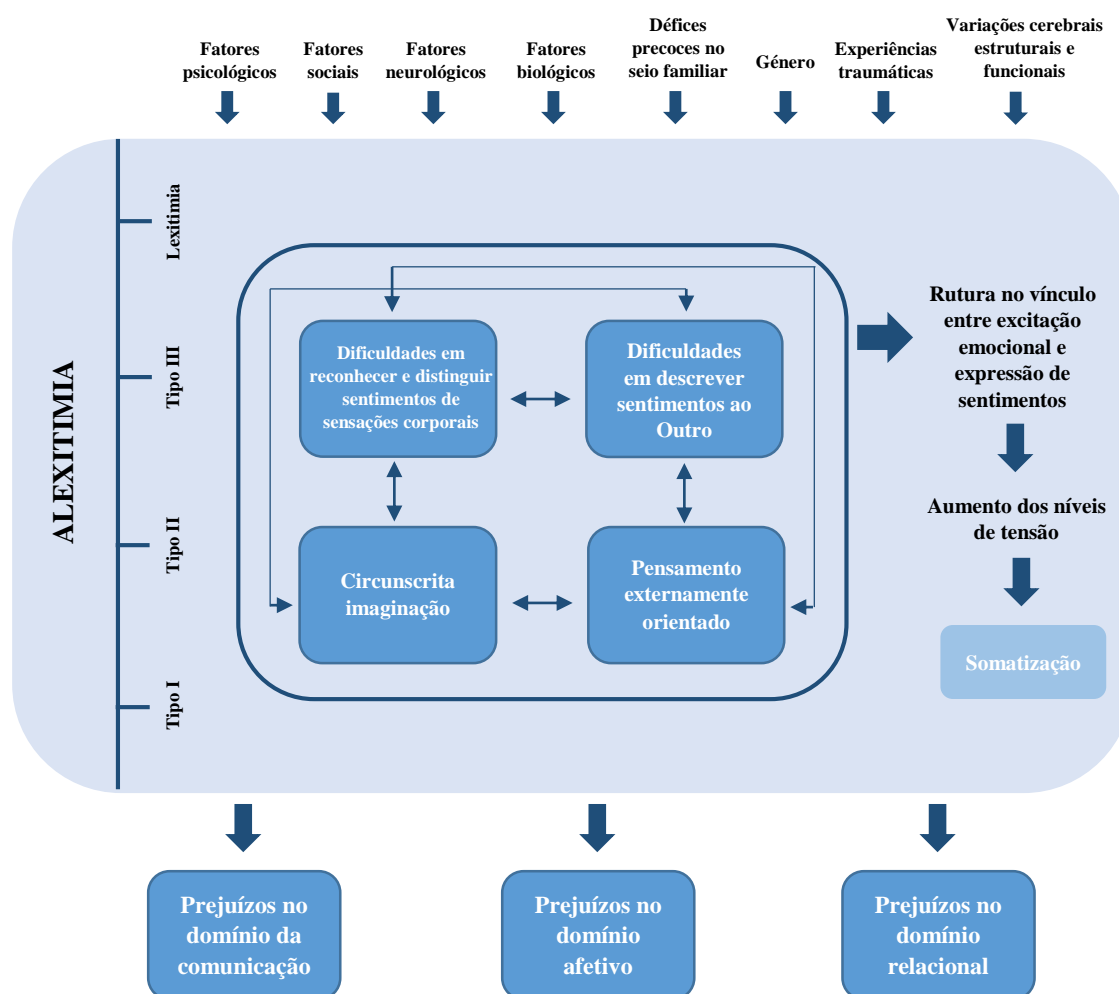 Fatores
psicológicos
Fatores
sociais
Fatores
neurológicos
Fatores
biológicos
Défices
precoces no
seio familiar
Género
Experiências
traumáticas
Variações cerebrais
estruturais e
funcionais
ALEXITIMIA
Lexitimia
Tipo III
Tipo II
Tipo I
Dificuldades em
reconhecer e distinguir
sentimentos de
sensações corporais
Dificuldades
em descrever
sentimentos ao
Outro
Circunscrita
imaginação
Pensamento
externamente
orientado
Rutura no vínculo
entre excitação
emocional e
expressão de
sentimentos
Aumento dos níveis
de tensão
Somatização
Prejuízos no
domínio da
comunicação
Prejuízos no
domínio
afetivo
Prejuízos no
domínio
relacional